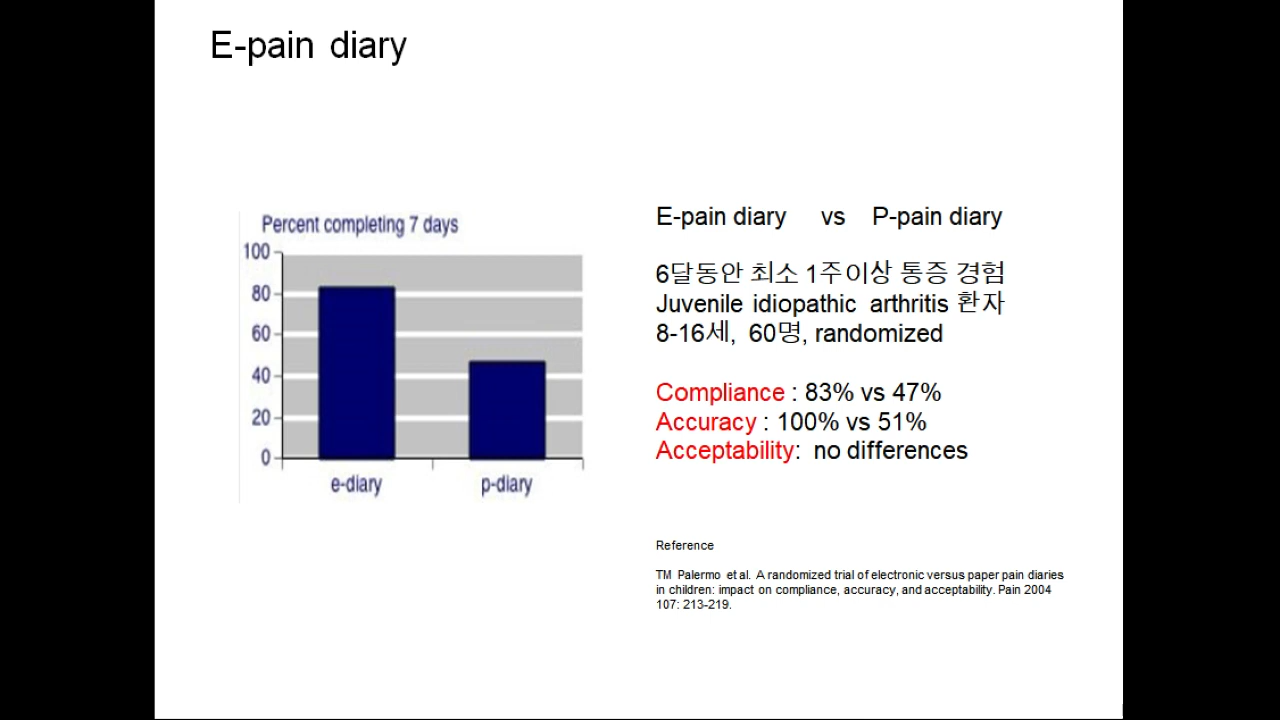 E-pain diary
Percent completing 7 days
100
80
60
40
20
0
e-diary
p-diary
E-pain diary vs P-pain diary
6달동안 최소 1주이상 통증 경험
Juvenile idiopathic arthritis 환자
8-16세, 60명, randomized
Compliance : 83% vs 47%
Accuracy : 100% vs 51%
Acceptability: no differences
Reference
TM Palermo et al. A randomized trial of electronic versus paper pain diaries
in children: impact on compliance, accuracy, and acceptability. Pain 2004
107: 213-219.